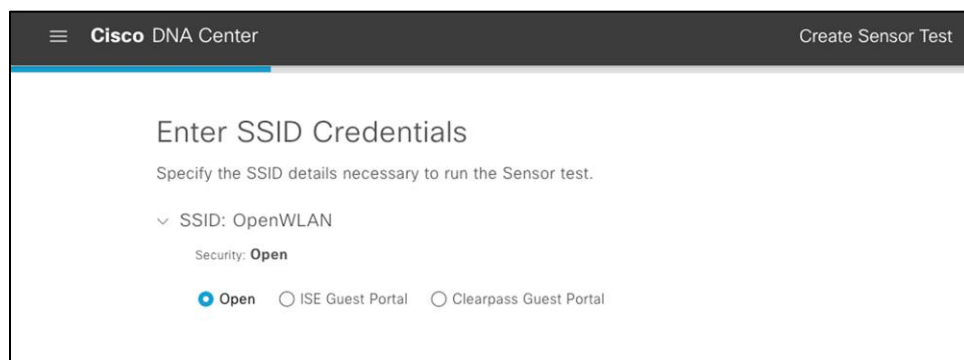 Cisco DNA Center Create Sensor Test
Enter SSID Credentials
Specify the SSID details necessary to run the Sensor test.
SSID: OpenWLAN
Security: Open
Open ISE Guest Portal Clearpass Guest Portal